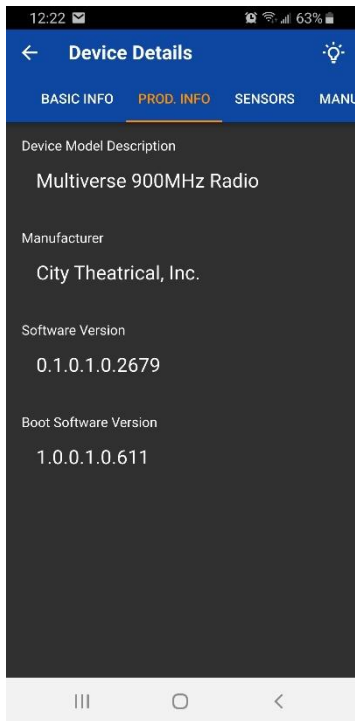 12:22 63%
Device Details
BASIC INFO PROD. INFO SENSORS MANU
Device Model Description
Multiverse 900MHz Radio
Manufacturer
City Theatrical, Inc.
Software Version
0.1.0.1.0.2679
Boot Software Version
1.0.0.1.0.611